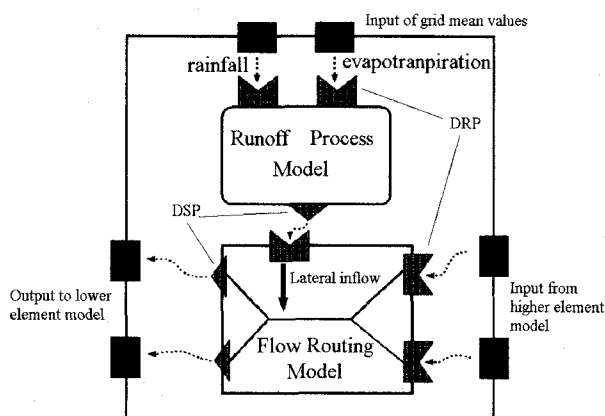 Input of grid mean values
rainfall
evapotranpiration
DRP
Runoff Process
Model
DSP
Lateral inflow
Output to lower
element model
Input from
higher element
model
Flow Routing
Model